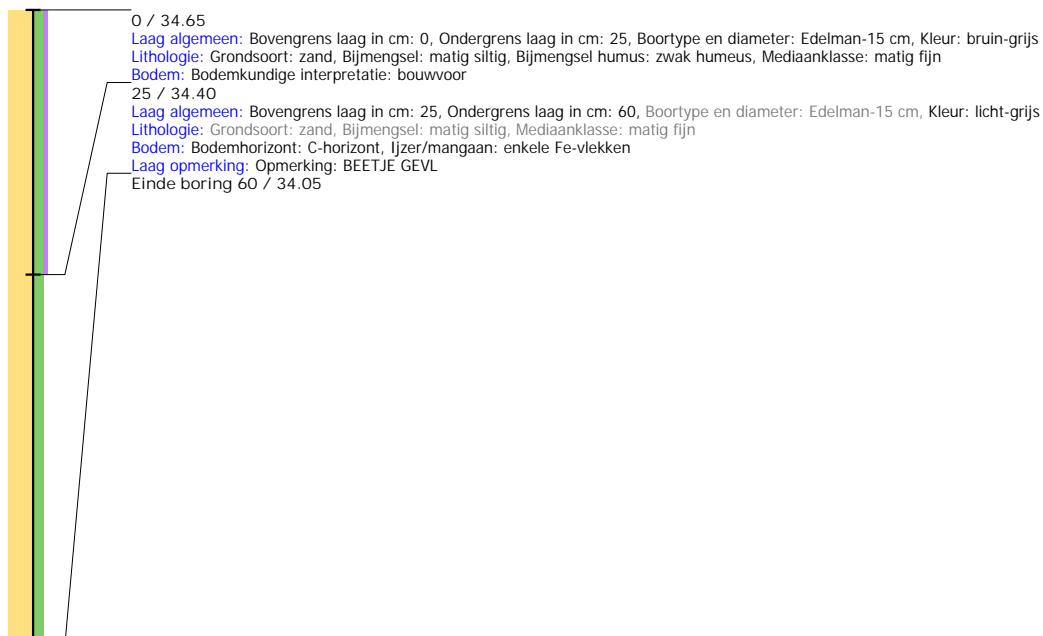 0 / 34.65
Laag algemeen: Bovengrens laag in cm: 0, Ondergrens laag in cm: 25, Boortype en diameter: Edelman-15 cm, Kleur: bruin-grijs
Lithologie: Grondsoort: zand, Bijmengsel: matig siltig, Bijmengsel humus: zwak humeus, Mediaanklasse: matig fijn
Bodem: Bodemkundige interpretatie: bouwvoor
25 / 34.40
Laag algemeen: Bovengrens laag in cm: 25, Ondergrens laag in cm: 60, Boortype en diameter: Edelman-15 cm, Kleur: licht-grijs
Lithologie: Grondsoort: zand, Bijmengsel: matig siltig, Mediaanklasse: matig fijn
Bodem: Bodemhorizont: C-horizont, Ijzer/mangaan: enkele Fe-vlekken
Laag opmerking: Opmerking: BEETJE GEVL
Einde boring 60 / 34.05